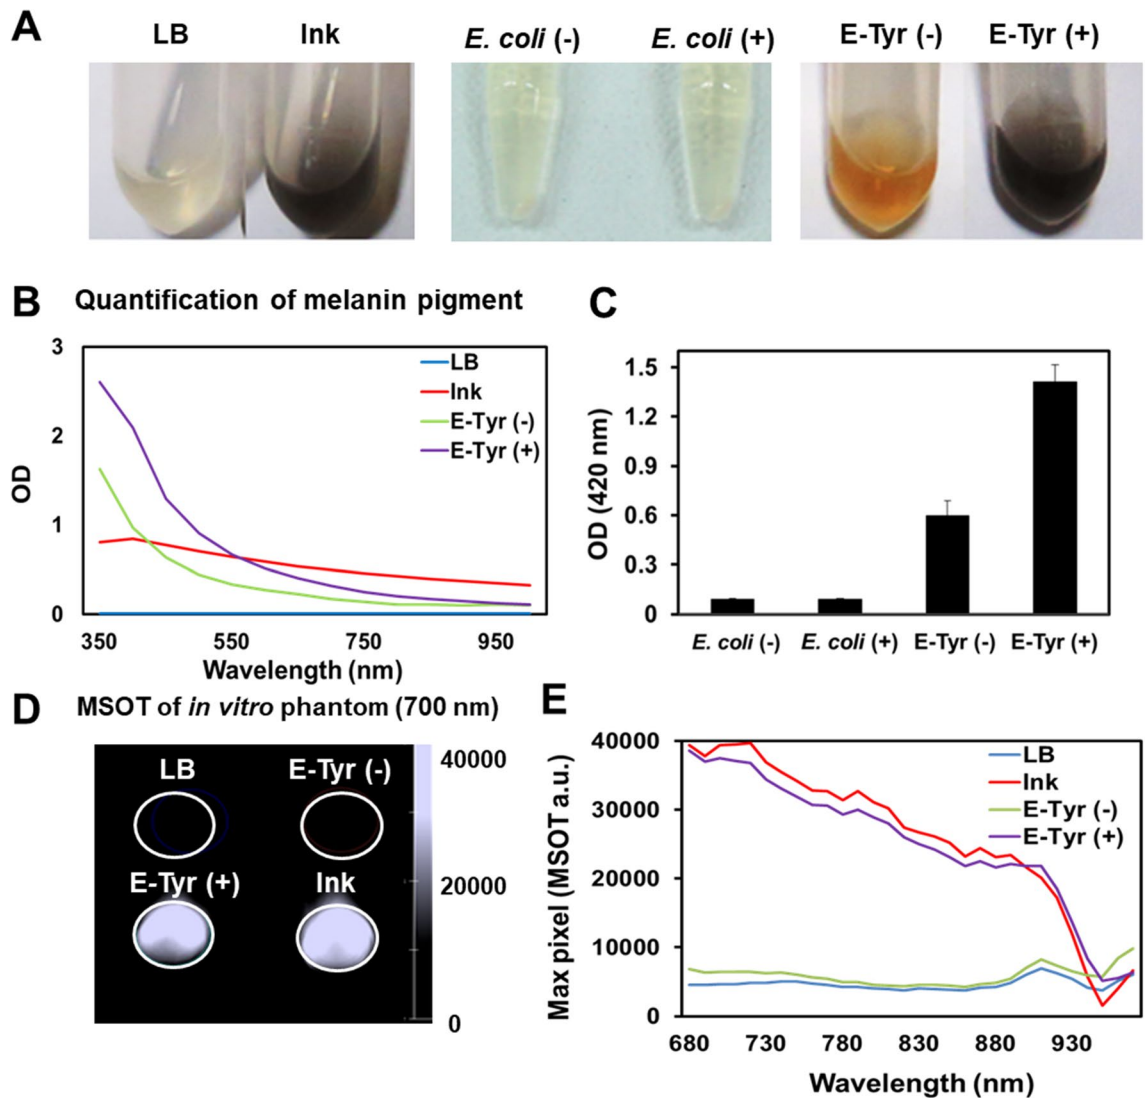 A
LB Ink E. coli (-) E. coli (+) E-Tyr (-) E-Tyr (+)
B Quantification of melanin pigment
3
2
1
0
OD
350 550 750 950
Wavelength (nm)
LB
Ink
E-Tyr (-)
E-Tyr (+)
C
1.5
1.2
0.9
0.6
0.3
0
OD (420 nm)
E. coli (-) E. coli (+) E-Tyr (-) E-Tyr (+)
D MSOT of in vitro phantom (700 nm)
LB E-Tyr (-)
E-Tyr (+) Ink
40000
20000
0
E
40000
30000
20000
10000
0
Max pixel (MSOT a.u.)
680 730 780 830 880 930
Wavelength (nm)
LB
Ink
E-Tyr (-)
E-Tyr (+)